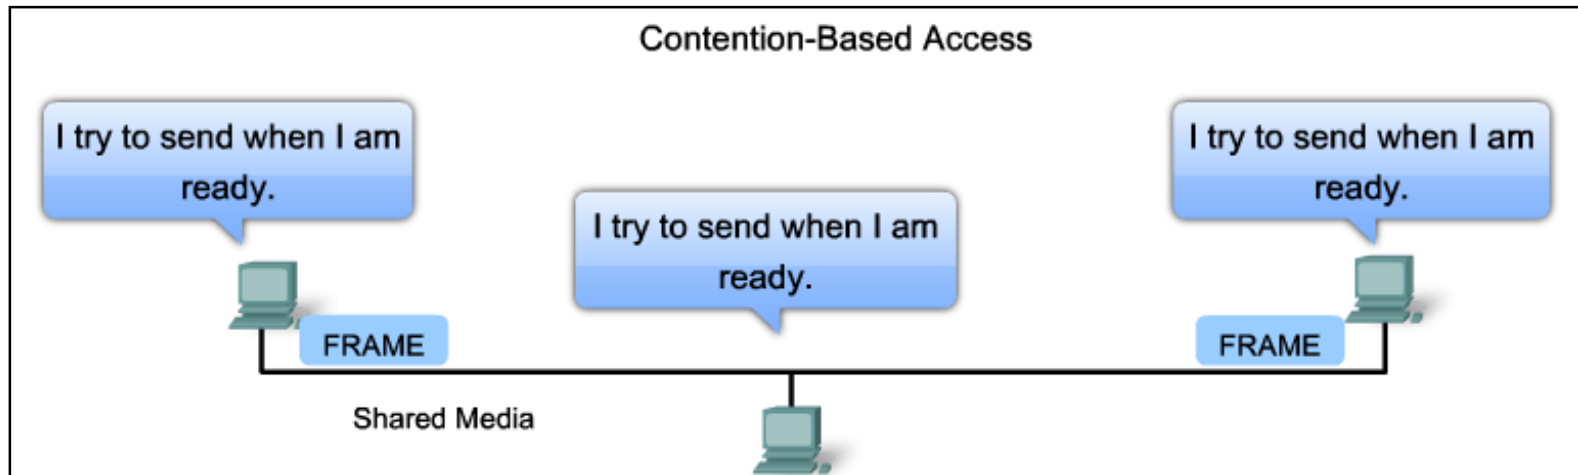 Contention-Based Access
I try to send when I am
ready.
I try to send when I am
ready.
I try to send when I am
ready.
FRAME
FRAME
Shared Media